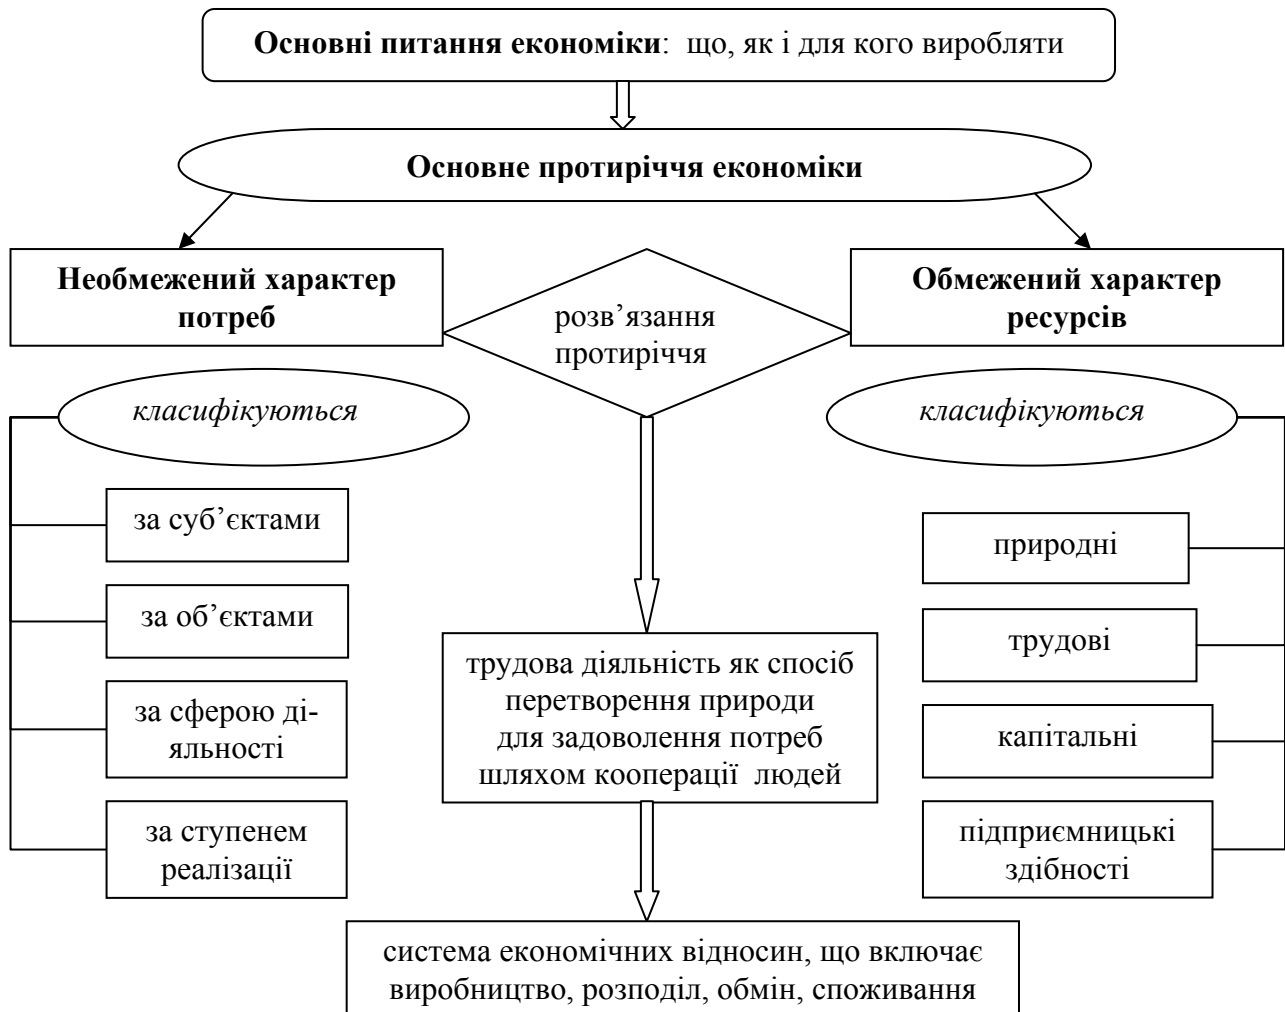 Основні питання економіки: що, як і для кого виробляти
Основне протиріччя економіки
Необмежений характер
потреб
розв’язання
протиріччя
Обмежений характер
ресурсів
класифікуються
за суб’єктами
за об’єктами
за сферою ді-
яльності
за ступенем
реалізації
трудова діяльність як спосіб
перетворення природи
для задоволення потреб
шляхом кооперації людей
класифікуються
природні
трудові
капітальні
підприємницькі
здібності
система економічних відносин, що включає
виробництво, розподіл, обмін, споживання